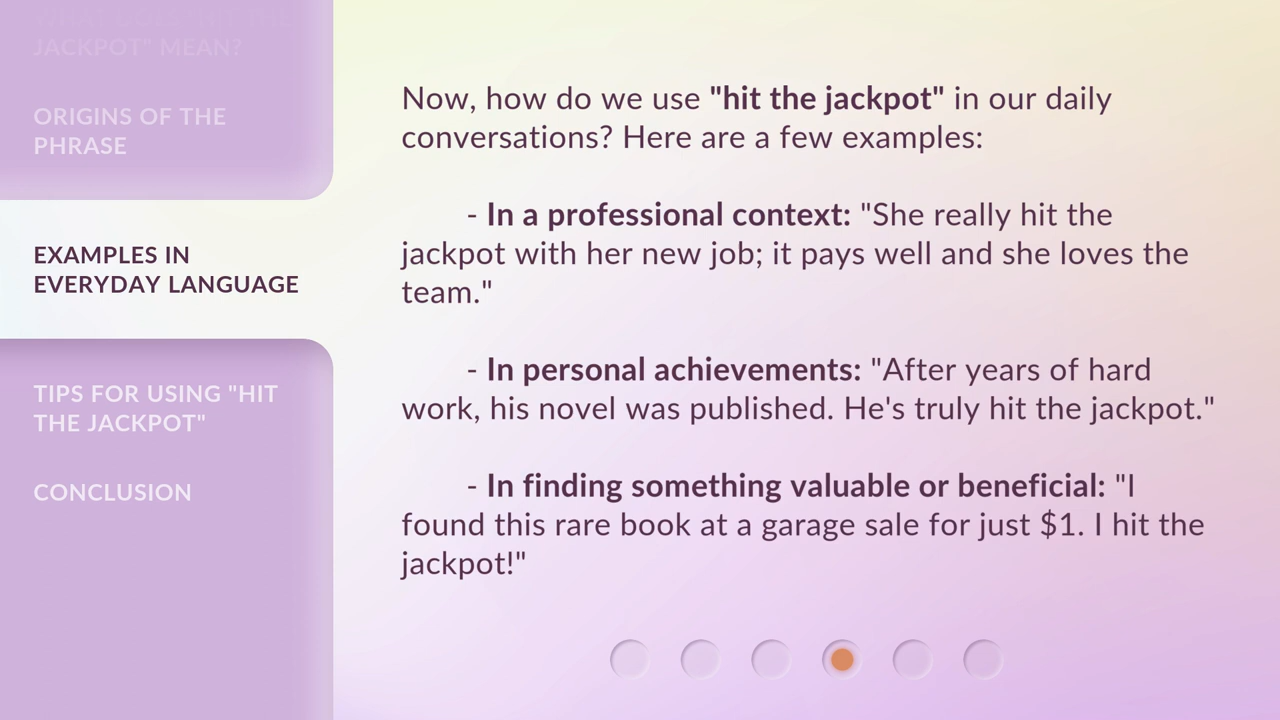 WHAT DOES "HIT THE
JACKPOT" MEAN?
ORIGINS OF THE
PHRASE
EXAMPLES IN
EVERYDAY LANGUAGE
TIPS FOR USING "HIT
THE JACKPOT"
CONCLUSION
Now, how do we use "hit the jackpot" in our daily
conversations? Here are a few examples:
- In a professional context: "She really hit the
jackpot with her new job; it pays well and she loves the
team."
- In personal achievements: "After years of hard
work, his novel was published. He's truly hit the jackpot."
- In finding something valuable or beneficial: "I
found this rare book at a garage sale for just $1. I hit the
jackpot!"